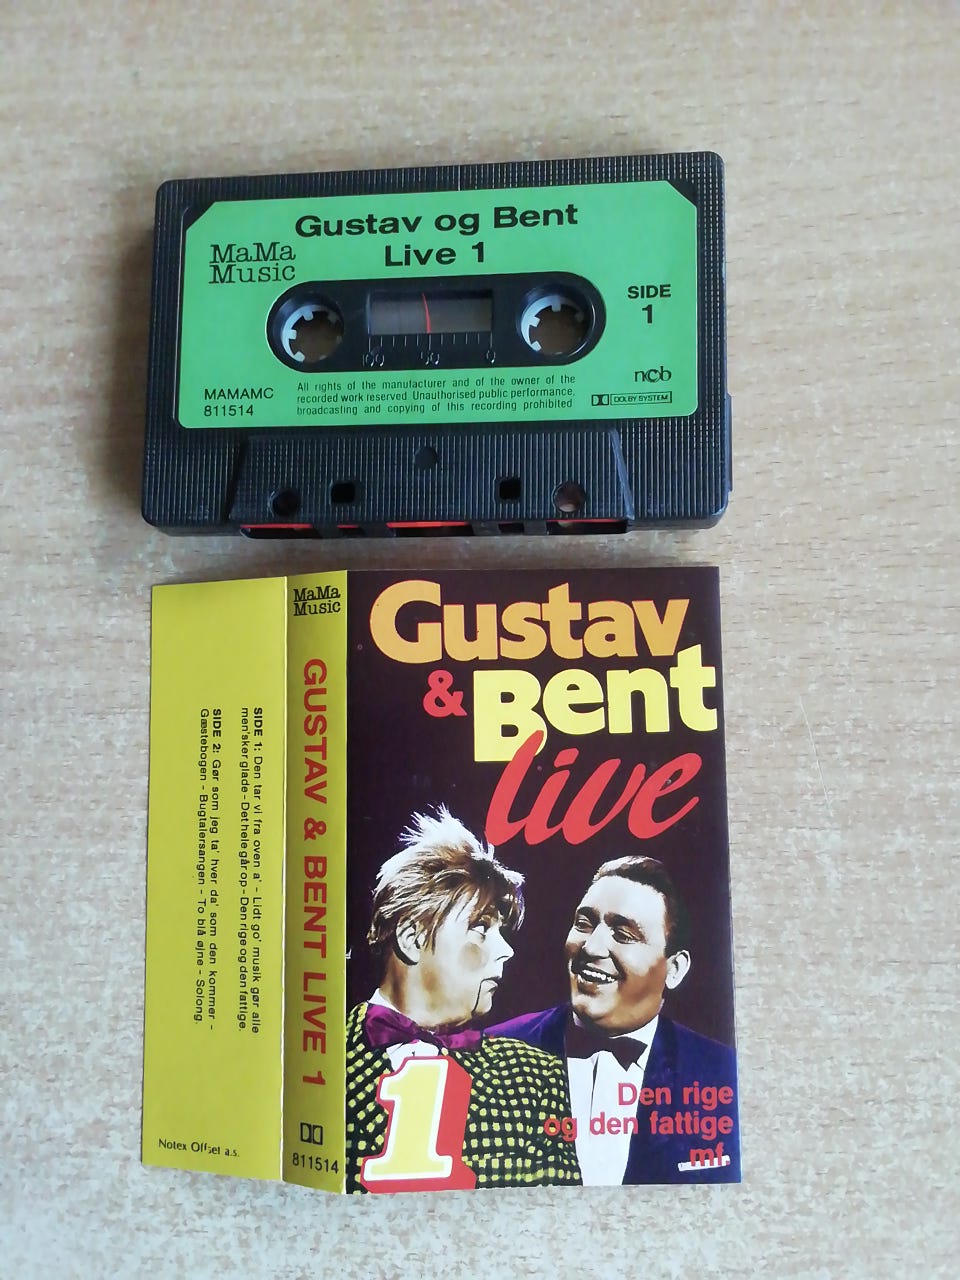 Gustav og Bent
Live 1
MaMa
Music
SIDE
1
100 50 0
ncb
MAMAMC
811514
All rights of the manufacturer and of the owner of the
recorded work reserved Unauthorised public performance,
broadcasting and copying of this recording prohibited
DOLBY SYSTEM
SIDE 1: Den tar vi fra oven a' - Lidt go' musik gør alle
men'sker glade - Det hele går op - Den rige og den fattige.
SIDE 2: Gør som jeg ta' hver da' som den kommer -
Gæstebogen - Bugtalersangen - To blå øjne - Solong.
Notex Offset a.s.
MaMa
Music
GUSTAV & BENT LIVE 1
811514
Gustav
& Bent
live
1
Den rige
og den fattige
mf.